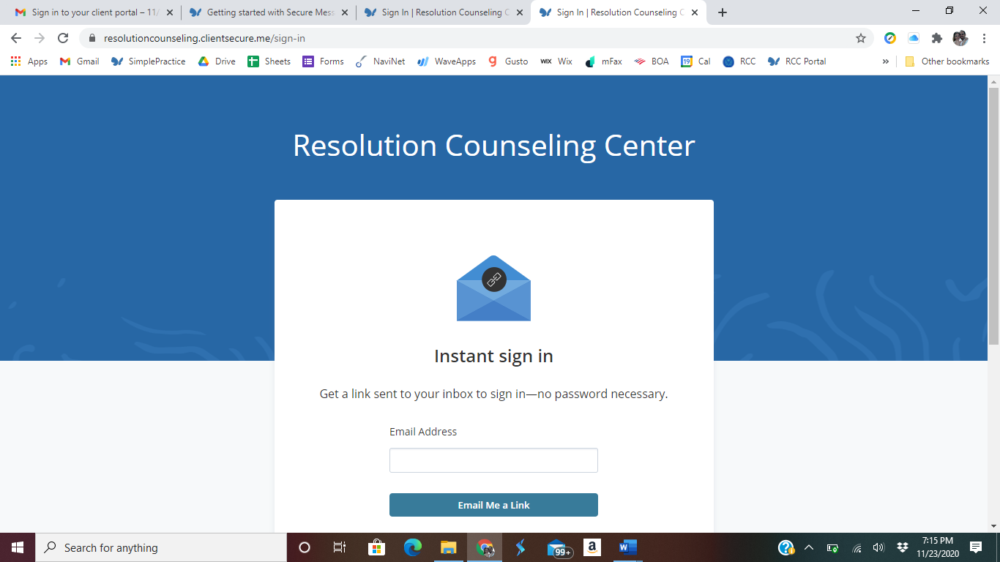 Sign in to your client portal – 11/
Getting started with Secure Mess
Sign In | Resolution Counseling C
Sign In | Resolution Counseling C
resolutioncounseling.clientsecure.me/sign-in
Apps
Gmail
SimplePractice
Drive
Sheets
Forms
NaviNet
WaveApps
Gusto
WIX Wix
mFax
BOA
Cal
RCC
RCC Portal
»
Other bookmarks
Resolution Counseling Center
Instant sign in
Get a link sent to your inbox to sign in—no password necessary.
Email Address
Email Me a Link
Search for anything
99+
7:15 PM
11/23/2020